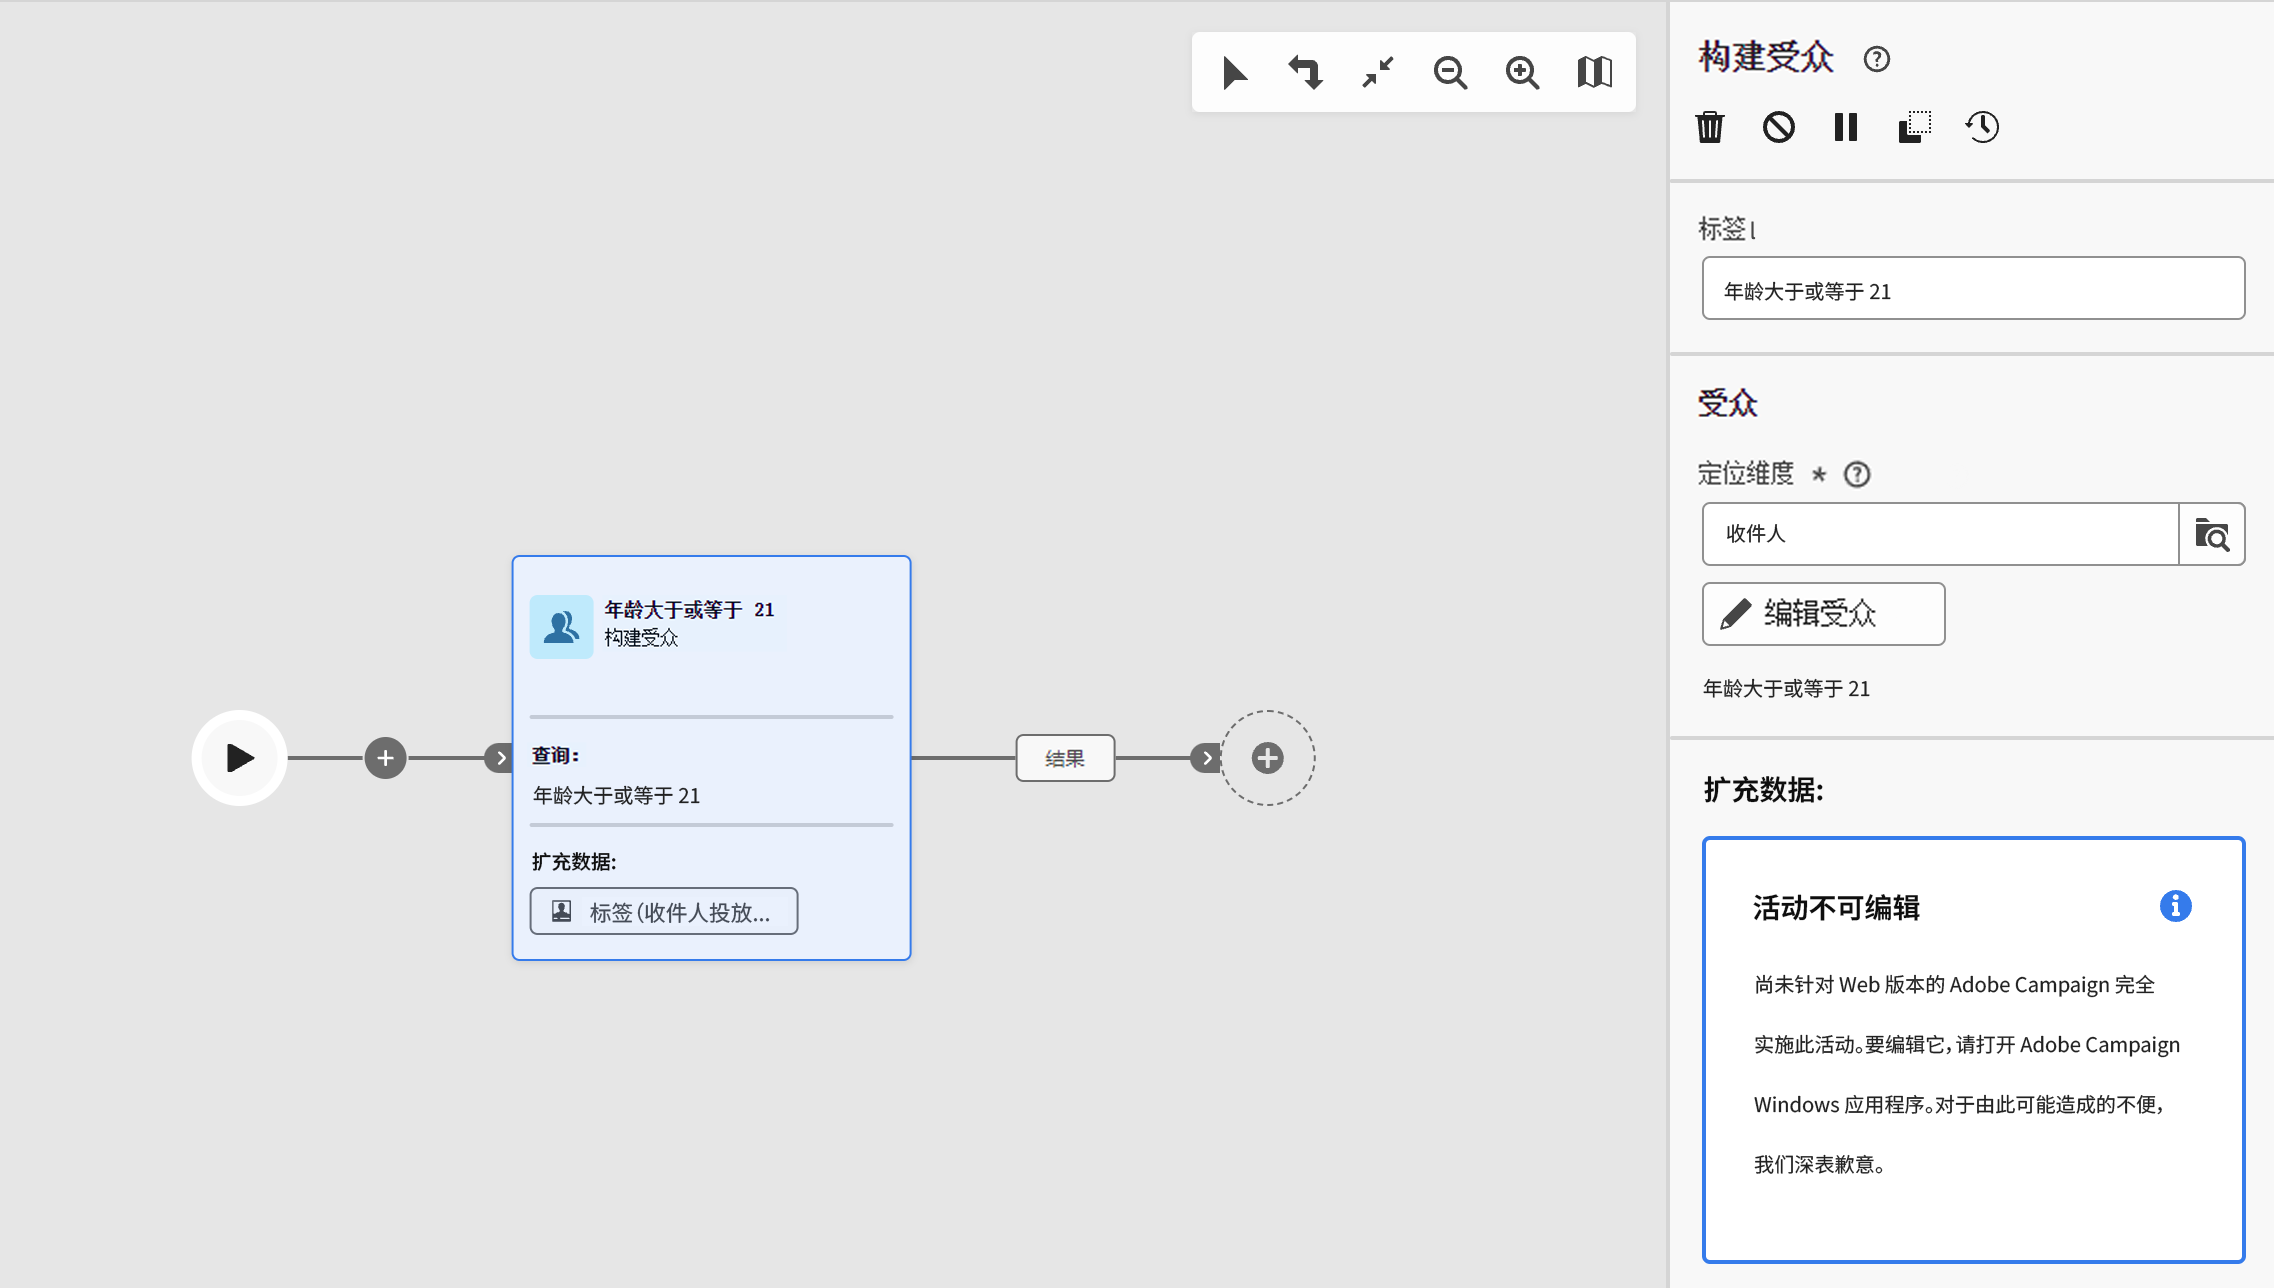 年龄大于或等于 21
构建受众
查询:
年龄大于或等于 21
扩充数据:
标签(收件人投放...
结果
构建受众
标签
年龄大于或等于 21
受众
定位维度 *
收件人
编辑受众
年龄大于或等于 21
扩充数据:
活动不可编辑
尚未针对 Web 版本的 Adobe Campaign 完全
实施此活动。要编辑它，请打开 Adobe Campaign
Windows 应用程序。对于由此可能造成的不便，
我们深表歉意。